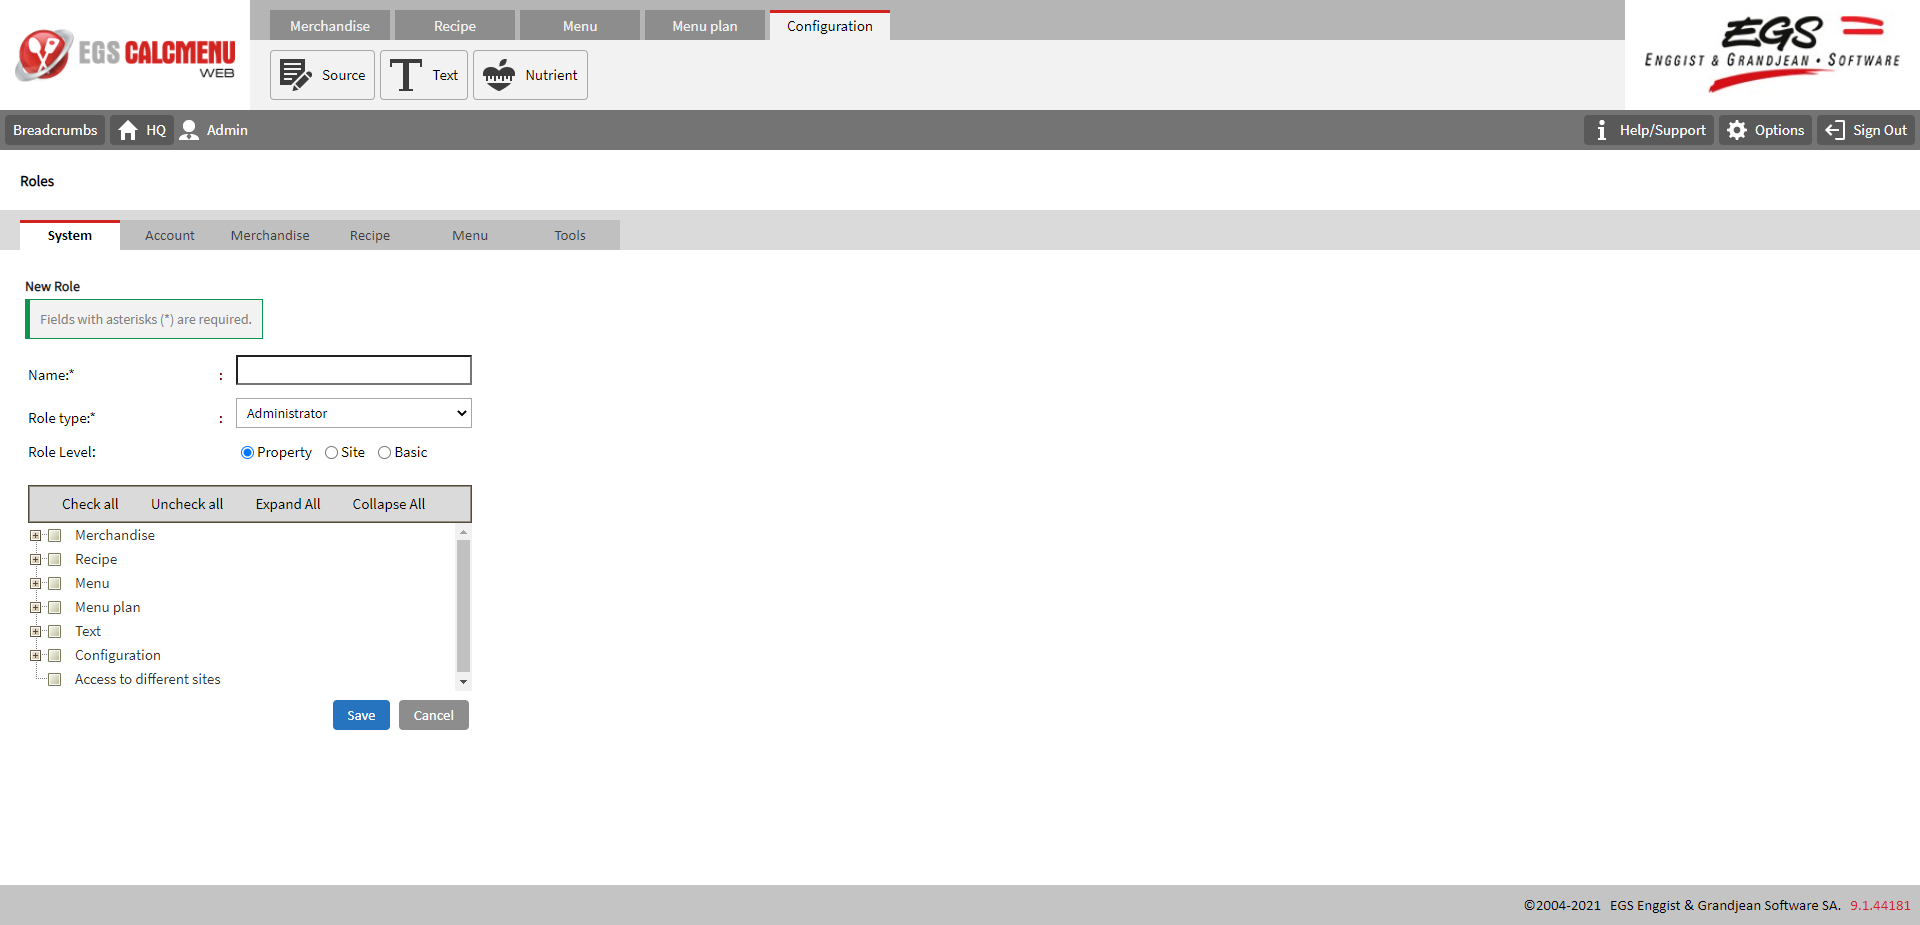 EGS CALCMENU
WEB
Merchandise Recipe Menu Menu plan Configuration
Source Text Nutrient
EGS
ENGGIST & GRANDJEAN • SOFTWARE
Breadcrumbs HQ Admin Help/Support Options Sign Out
Roles
System Account Merchandise Recipe Menu Tools
New Role
Fields with asterisks (*) are required.
Name:* :
Role type:* : Administrator
Role Level: Property Site Basic
Check all Uncheck all Expand All Collapse All
Merchandise
Recipe
Menu
Menu plan
Text
Configuration
Access to different sites
Save Cancel
©2004-2021 EGS Enggist & Grandjean Software SA. 9.1.44181